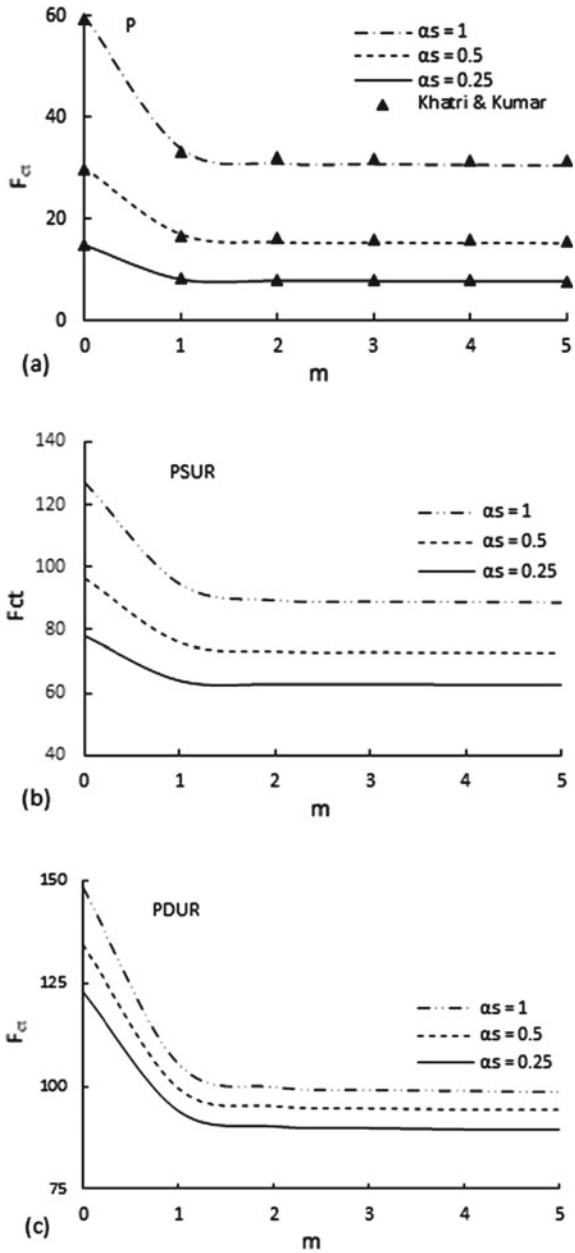 60
P
αs = 1
αs = 0.5
αs = 0.25
Khatri & Kumar
40
20
0
Fct
0 1 2 3 4 5
(a)
m
140
PSUR
120
αs = 1
αs = 0.5
αs = 0.25
100
80
60
40
Fct
0 1 2 3 4 5
(b)
m
150
PDUR
125
αs = 1
αs = 0.5
αs = 0.25
100
75
Fct
0 1 2 3 4 5
(c)
m